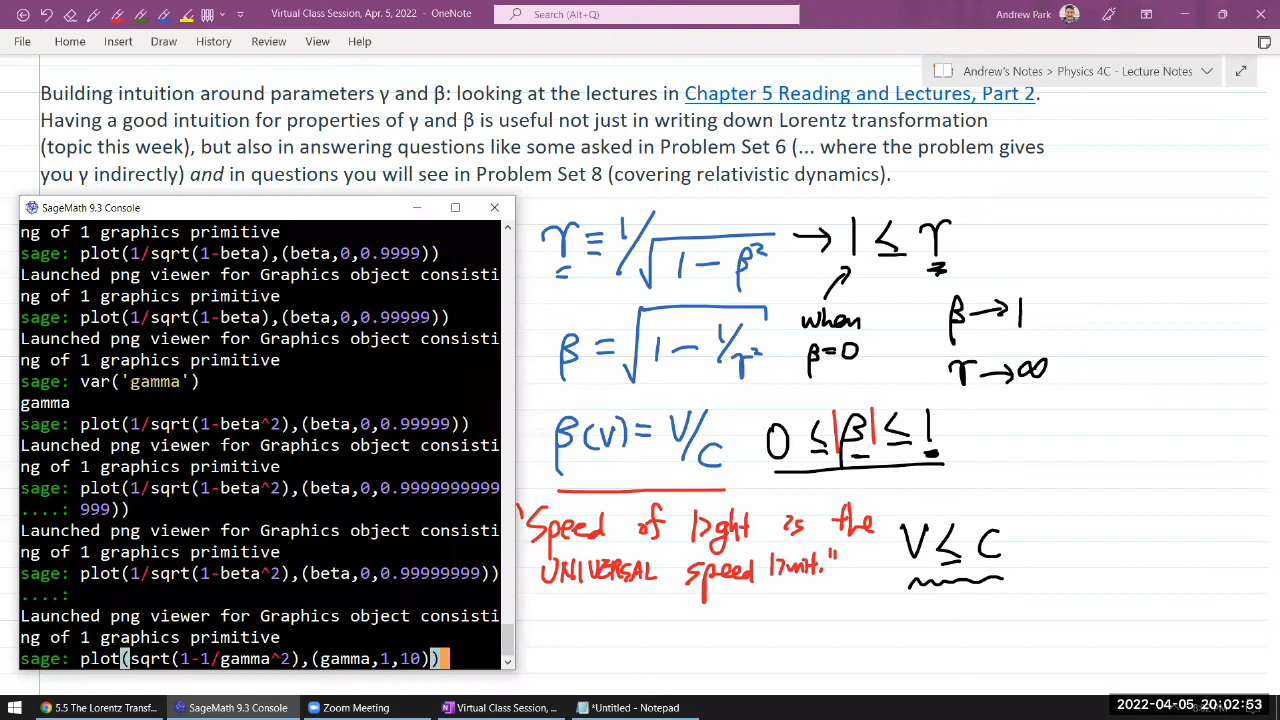 Virtual Class Session, Apr. 5, 2022 - OneNote
Search (Alt+Q)
Andrew Park
File Home Insert Draw History Review View Help
Andrew's Notes > Physics 4C - Lecture Notes
Building intuition around parameters γ and β: looking at the lectures in Chapter 5 Reading and Lectures, Part 2.
Having a good intuition for properties of γ and β is useful not just in writing down Lorentz transformation
(topic this week), but also in answering questions like some asked in Problem Set 6 (... where the problem gives
you γ indirectly) and in questions you will see in Problem Set 8 (covering relativistic dynamics).
SageMath 9.3 Console
ng of 1 graphics primitive
sage: plot(1/sqrt(1-beta),(beta,0,0.9999))
Launched png viewer for Graphics object consisti
ng of 1 graphics primitive
sage: plot(1/sqrt(1-beta),(beta,0,0.99999))
Launched png viewer for Graphics object consisti
ng of 1 graphics primitive
sage: var('gamma')
gamma
sage: plot(1/sqrt(1-beta^2),(beta,0,0.99999))
Launched png viewer for Graphics object consisti
ng of 1 graphics primitive
sage: plot(1/sqrt(1-beta^2),(beta,0,0.9999999999
....: 999))
Launched png viewer for Graphics object consisti
ng of 1 graphics primitive
sage: plot(1/sqrt(1-beta^2),(beta,0,0.99999999))
....:
Launched png viewer for Graphics object consisti
ng of 1 graphics primitive
sage: plot(sqrt(1-1/gamma^2),(gamma,1,10))
γ ≡ 1/√(1 − β²) → 1 ≤ γ
when
β=0
β → 1
γ → ∞
β = √(1 − 1/γ²)
β(v) = v/c 0 ≤ |β| ≤ 1
"Speed of light is the
UNIVERSAL speed limit."
V ≤ C
5.5 The Lorentz Transf... SageMath 9.3 Console Zoom Meeting Virtual Class Session,... *Untitled - Notepad
2022-04-05 20:02:53